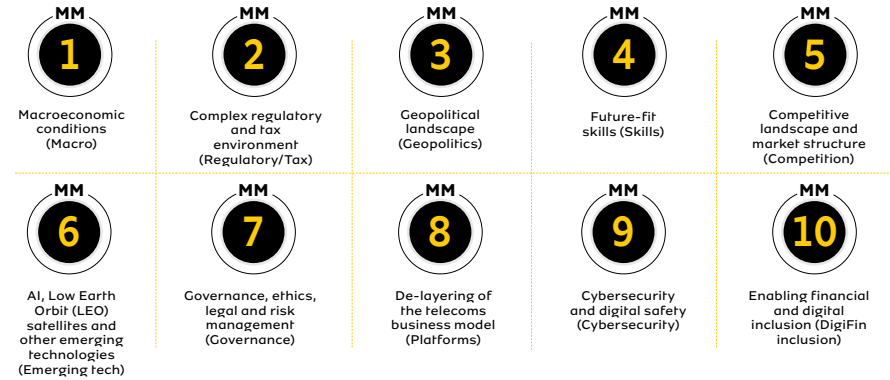 MM
1
Macroeconomic
conditions
(Macro)
MM
2
Complex regulatory
and tax
environment
(Regulatory/Tax)
MM
3
Geopolitical
landscape
(Geopolitics)
MM
4
Future-fit
skills (Skills)
MM
5
Competitive
landscape and
market structure
(Competition)
MM
6
AI, Low Earth
Orbit (LEO)
satellites and
other emerging
technologies
(Emerging tech)
MM
7
Governance, ethics,
legal and risk
management
(Governance)
MM
8
De-layering of
the telecoms
business model
(Platforms)
MM
9
Cybersecurity
and digital safety
(Cybersecurity)
MM
10
Enabling financial
and digital
inclusion (DigiFin
inclusion)